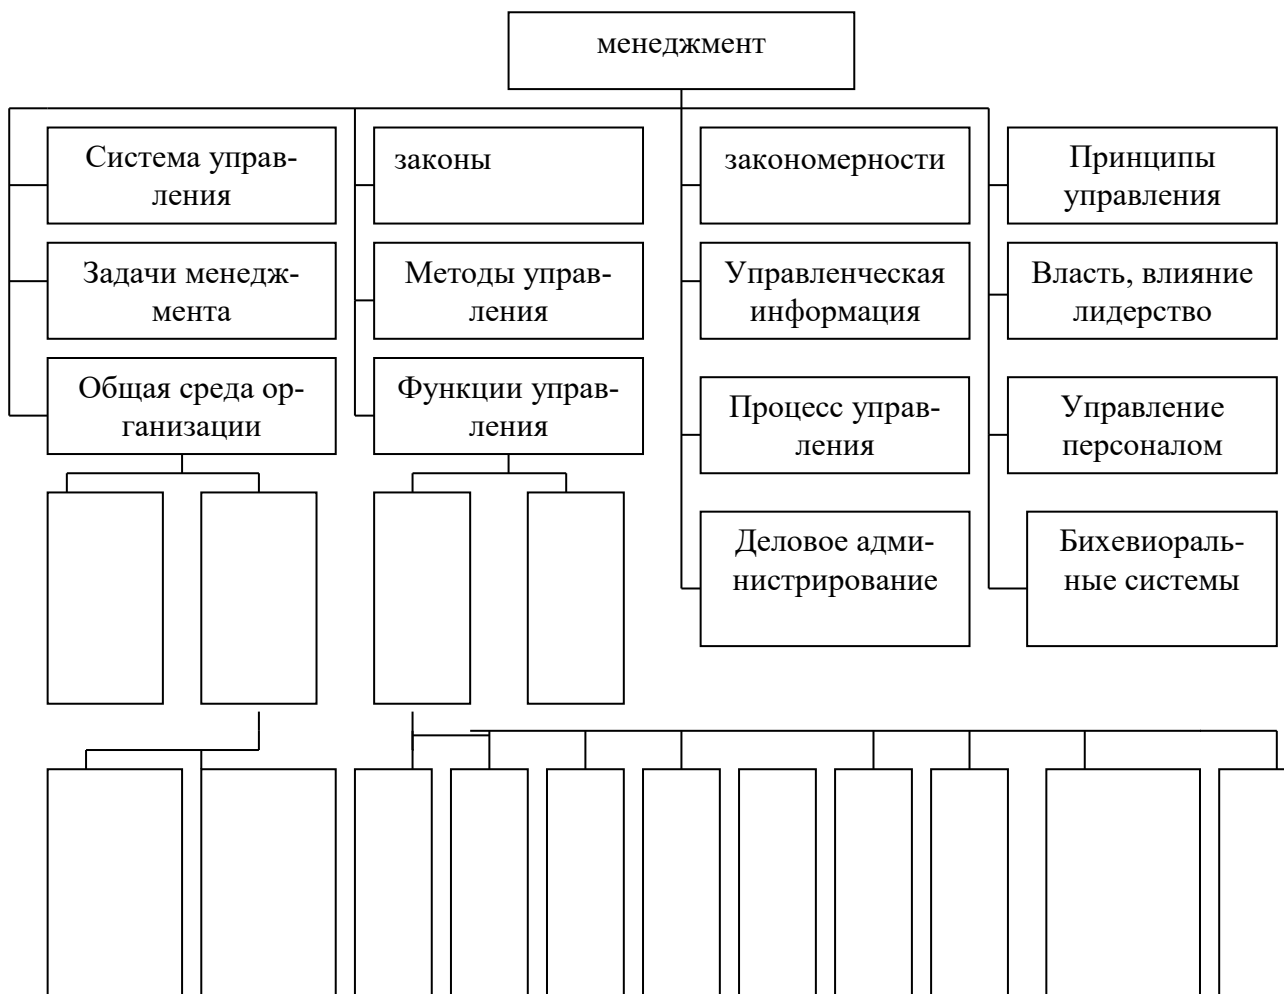 менеджмент
Система управ-
ления
законы
закономерности
Принципы
управления
Задачи менедж-
мента
Методы управ-
ления
Управленческая
информация
Власть, влияние
лидерство
Общая среда ор-
ганизации
Функции управ-
ления
Процесс управ-
ления
Управление
персоналом
Деловое адми-
нистрирование
Бихевиораль-
ные системы